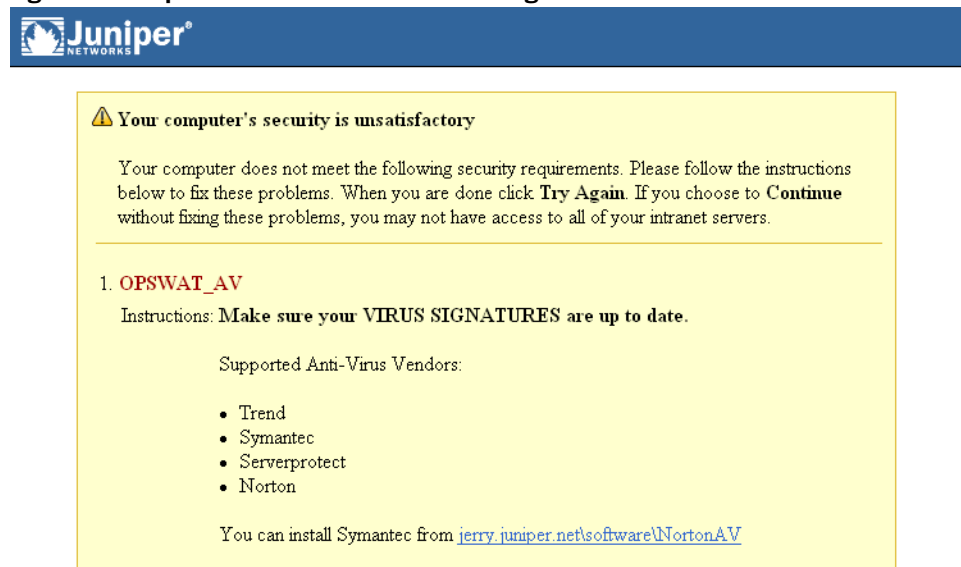 Juniper®
NETWORKS
Your computer's security is unsatisfactory
Your computer does not meet the following security requirements. Please follow the instructions
below to fix these problems. When you are done click Try Again. If you choose to Continue
without fixing these problems, you may not have access to all of your intranet servers.
1. OPSWAT_AV
Instructions: Make sure your VIRUS SIGNATURES are up to date.
Supported Anti-Virus Vendors:
• Trend
• Symantec
• Serverprotect
• Norton
You can install Symantec from jerry.juniper.net\software\NortonAV